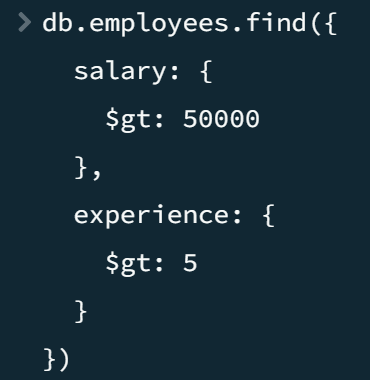 > db.employees.find({
    salary: {
      $gt: 50000
    },
    experience: {
      $gt: 5
    }
  })